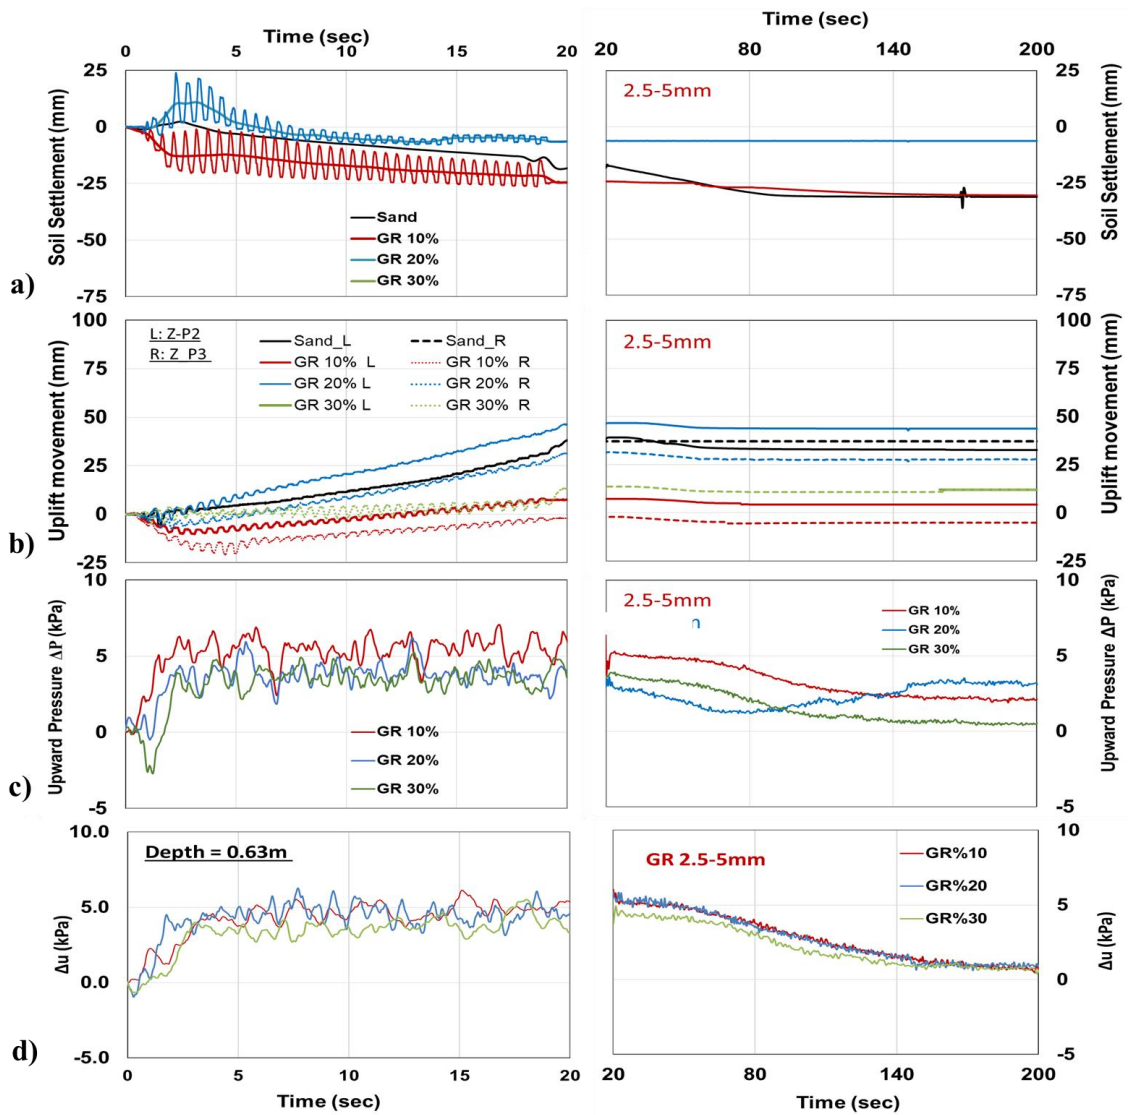 Time (sec)
0 5 10 15 20
Time (sec)
20 80 140 200
a)
Soil Settlement (mm)
25
0
-25
-50
-75
Sand
GR 10%
GR 20%
GR 30%
2.5-5mm
25
0
-25
-50
-75
Soil Settlement (mm)
b)
Uplift movement (mm)
100
75
50
25
0
-25
L: Z-P2
R: Z_P3
Sand_L
Sand_R
GR 10%_L
GR 10%_R
GR 20% L
GR 20%_R
GR 30% L
GR 30%_R
2.5-5mm
100
75
50
25
0
-25
Uplift movement (mm)
c)
Upward Pressure ΔP (kPa)
10
5
0
-5
GR 10%
GR 20%
GR 30%
2.5-5mm
GR 10%
GR 20%
GR 30%
10
5
0
-5
Upward Pressure ΔP (kPa)
d)
Δu (kPa)
10.0
5.0
0.0
-5.0
Depth = 0.63m
0 5 10 15 20
Time (sec)
GR 2.5-5mm
GR%10
GR%20
GR%30
10
5
0
-5
Δu (kPa)
20 80 140 200
Time (sec)